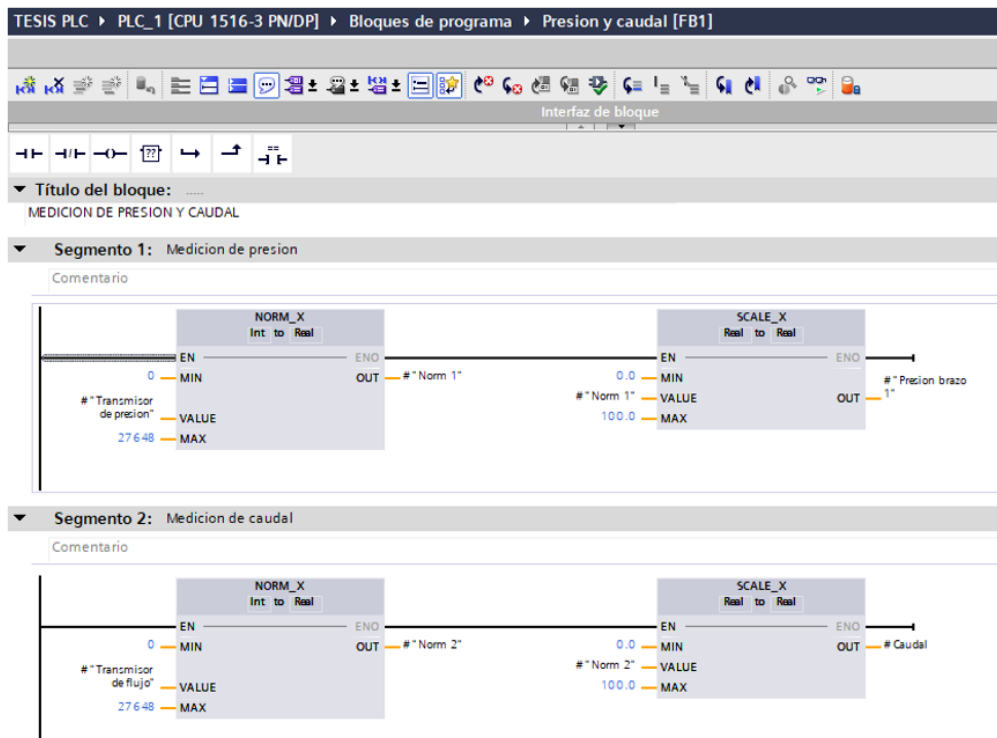 TESIS PLC ▸ PLC_1 [CPU 1516-3 PN/DP] ▸ Bloques de programa ▸ Presion y caudal [FB1]
Interfaz de bloque
??
Título del bloque: .....
MEDICION DE PRESION Y CAUDAL
Segmento 1: Medicion de presion
Comentario
NORM_X
Int to Real
EN
ENO
0
MIN
OUT
#"Norm 1"
#"Transmisor
de presion"
VALUE
27648
MAX
SCALE_X
Real to Real
EN
ENO
0.0
MIN
#"Norm 1"
VALUE
OUT
#"Presion brazo
1"
100.0
MAX
Segmento 2: Medicion de caudal
Comentario
NORM_X
Int to Real
EN
ENO
0
MIN
OUT
#"Norm 2"
#"Transmisor
de flujo"
VALUE
27648
MAX
SCALE_X
Real to Real
EN
ENO
0.0
MIN
OUT
#Caudal
#"Norm 2"
VALUE
100.0
MAX